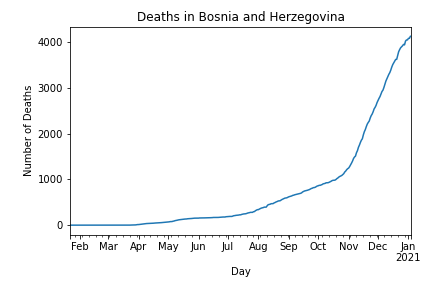 Deaths in Bosnia and Herzegovina
Number of Deaths
4000
3000
2000
1000
0
Feb Mar Apr May Jun Jul Aug Sep Oct Nov Dec Jan
2021
Day